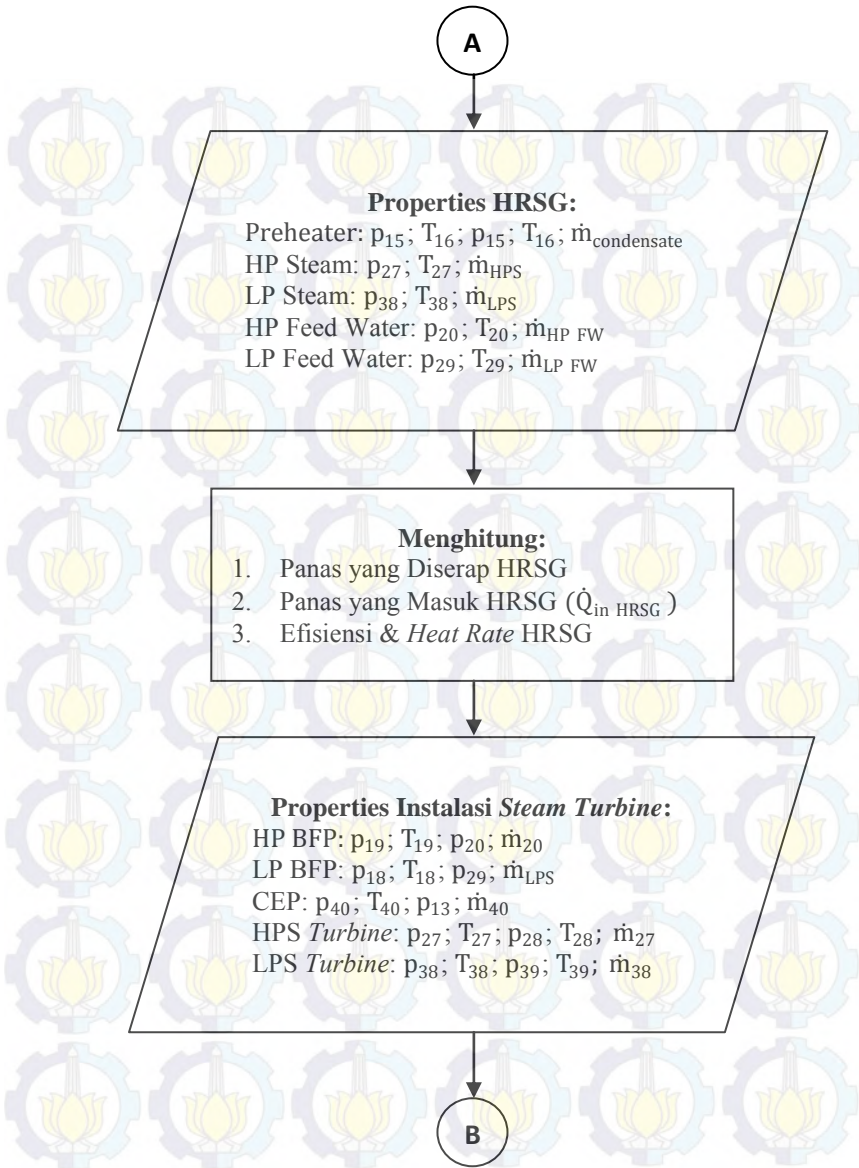 A
Properties HRSG:
Preheater: p₁₅; T₁₆; p₁₅; T₁₆; ṁcondensate
HP Steam: p₂₇; T₂₇; ṁHPS
LP Steam: p₃₈; T₃₈; ṁLPS
HP Feed Water: p₂₀; T₂₀; ṁHP FW
LP Feed Water: p₂₉; T₂₉; ṁLP FW
Menghitung:
1. Panas yang Diserap HRSG
2. Panas yang Masuk HRSG (Q̇in HRSG )
3. Efisiensi & Heat Rate HRSG
Properties Instalasi Steam Turbine:
HP BFP: p₁₉; T₁₉; p₂₀; ṁ₂₀
LP BFP: p₁₈; T₁₈; p₂₉; ṁLPS
CEP: p₄₀; T₄₀; p₁₃; ṁ₄₀
HPS Turbine: p₂₇; T₂₇; p₂₈; T₂₈; ṁ₂₇
LPS Turbine: p₃₈; T₃₈; p₃₉; T₃₉; ṁ₃₈
B